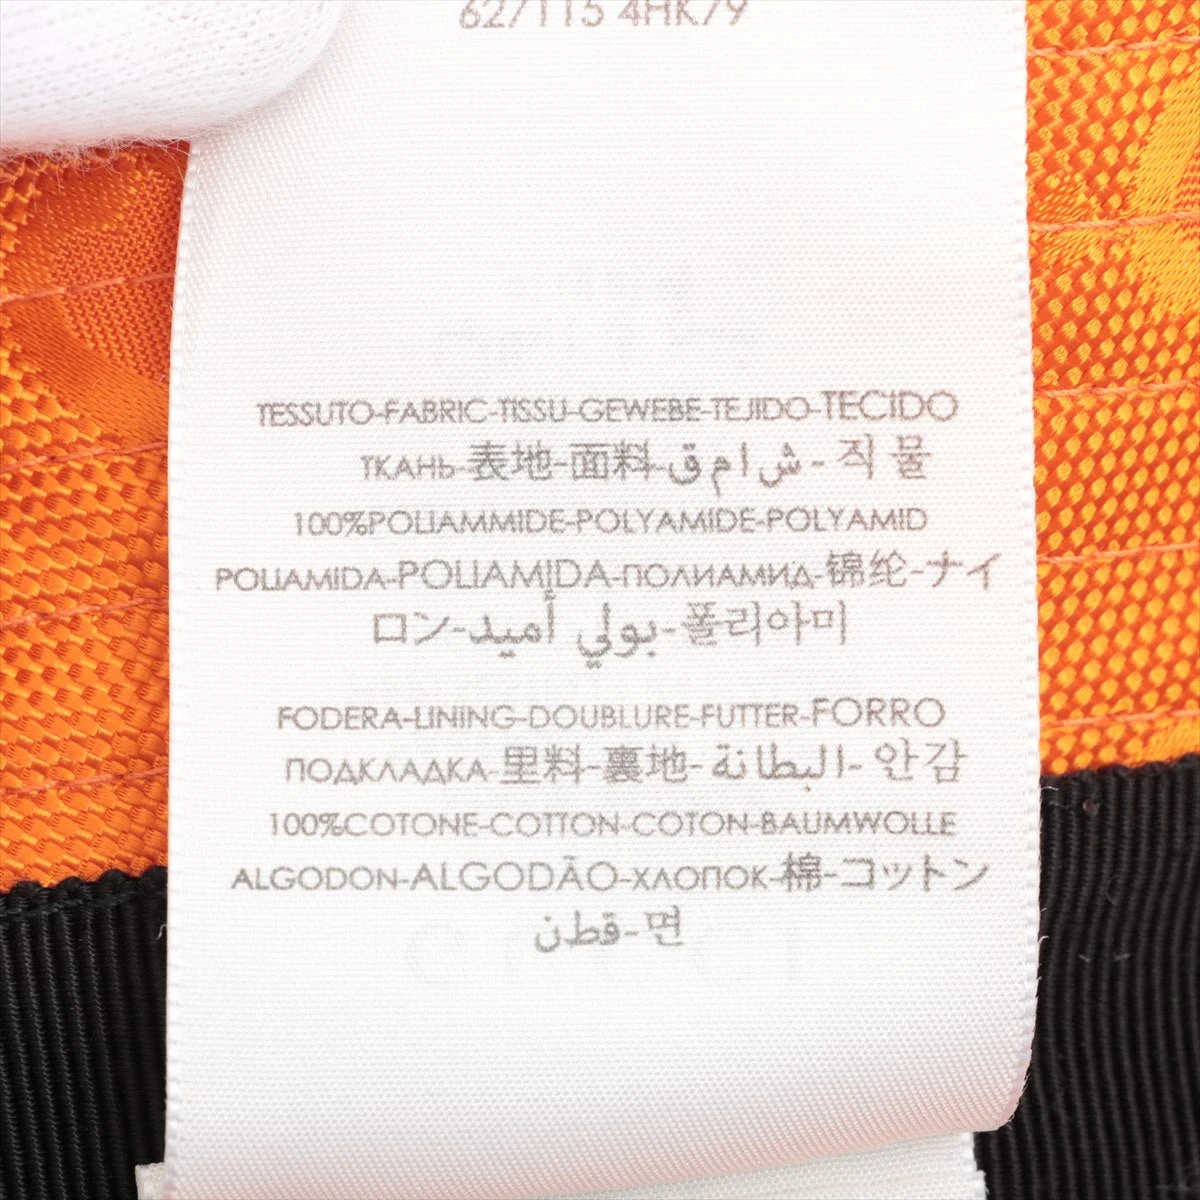 627115 4HK79
TESSUTO-FABRIC-TISSU-GEWEBE-TEJIDO-TECIDO
ТКАНЬ-表地-面料-ش ام ق-직 물
100%POLIAMMIDE-POLYAMIDE-POLYAMID
POLIAMIDA-POLIAMIDA-ПОЛИАМИД-锦纶-ナイ
ロン-بولي أميد-폴리아미
FODERA-LINING-DOUBLURE-FUTTER-FORRO
ПОДКЛАДКА-里料-裏地-البطانة-안감
100%COTONE-COTTON-COTON-BAUMWOLLE
ALGODON-ALGODÃO-ХЛОПОК-棉-コットン
قطن-면